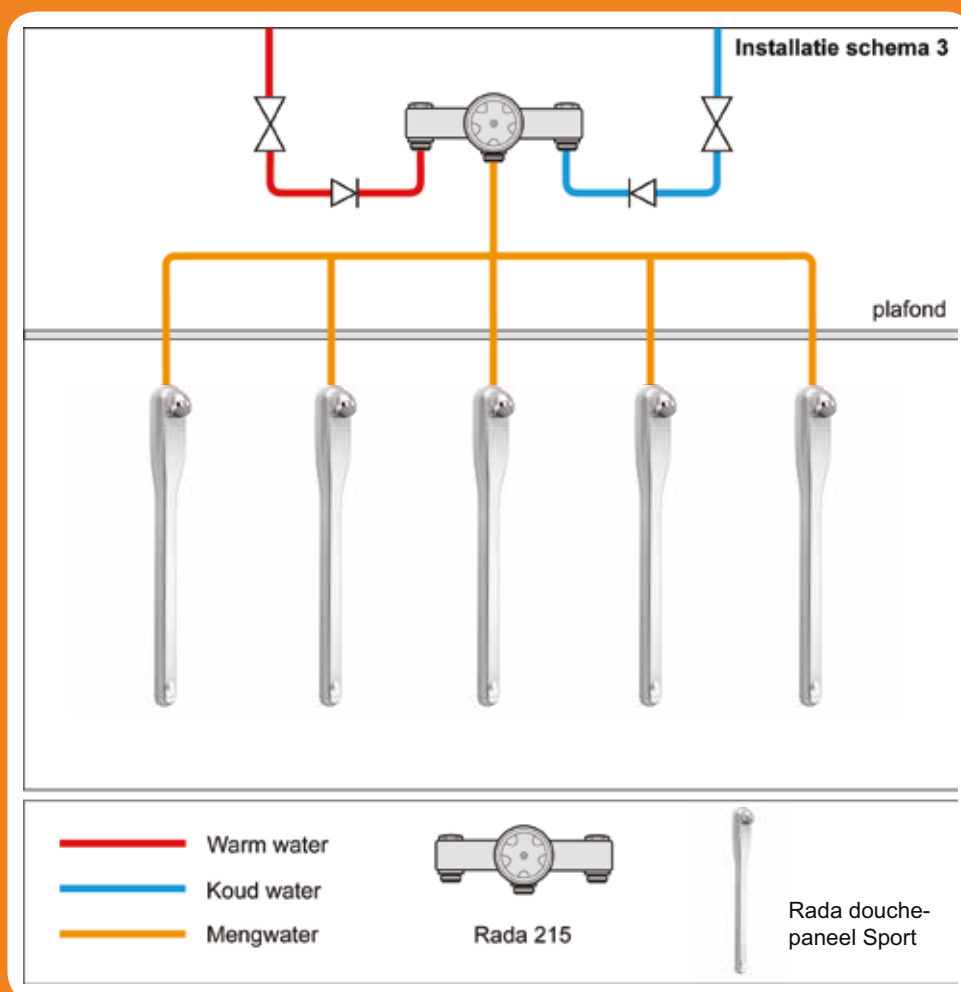 Installatie schema 3
plafond
Warm water
Koud water
Mengwater
Rada 215
Rada douche-
paneel Sport